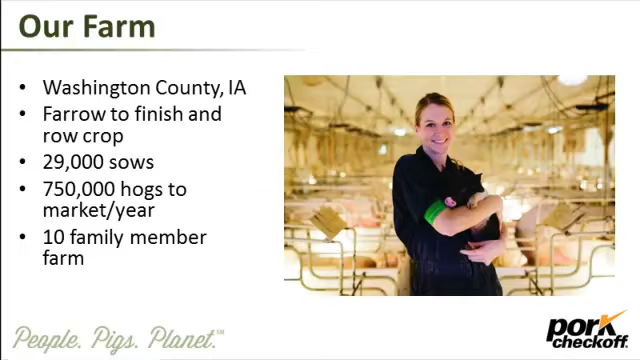 Our Farm
• Washington County, IA
• Farrow to finish and
row crop
• 29,000 sows
• 750,000 hogs to
market/year
• 10 family member
farm
People. Pigs. Planet.™
pork
checkoff.